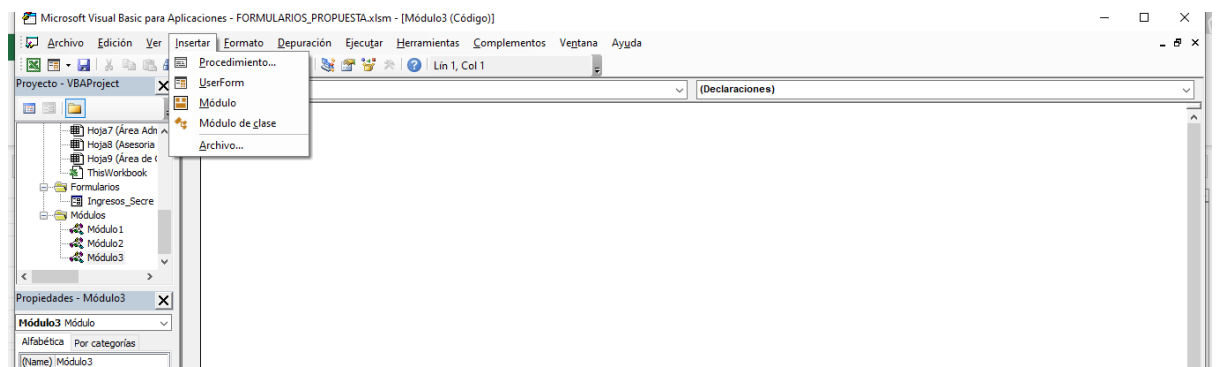 Microsoft Visual Basic para Aplicaciones - FORMULARIOS_PROPUESTA.xlsm - [Módulo3 (Código)]
Archivo Edición Ver Insertar Formato Depuración Ejecutar Herramientas Complementos Ventana Ayuda
Lín 1, Col 1
Procedimiento...
UserForm
Módulo
Módulo de clase
Archivo...
Proyecto - VBAProject
(Declaraciones)
Hoja7 (Área Adn
Hoja8 (Asesoria
Hoja9 (Área de
ThisWorkbook
Formularios
Ingresos_Secre
Módulos
Módulo1
Módulo2
Módulo3
Propiedades - Módulo3
Módulo3 Módulo
Alfabética Por categorías
(Name) Módulo3